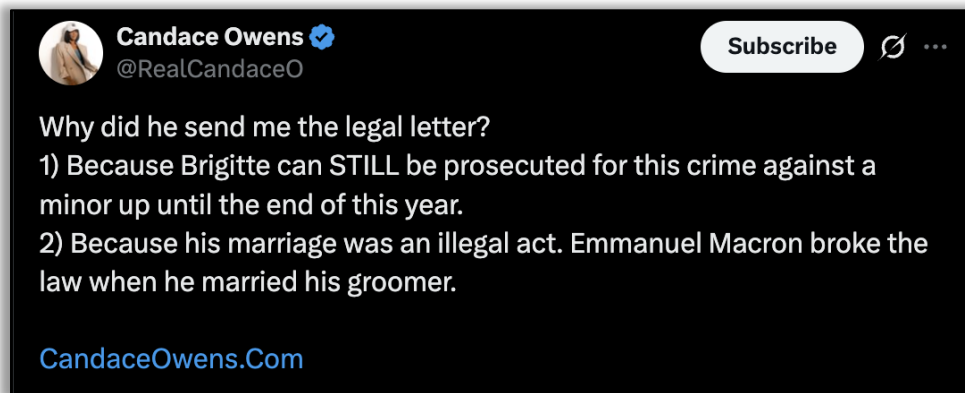 Candace Owens
@RealCandaceO
Subscribe
Why did he send me the legal letter?
1) Because Brigitte can STILL be prosecuted for this crime against a
minor up until the end of this year.
2) Because his marriage was an illegal act. Emmanuel Macron broke the
law when he married his groomer.
CandaceOwens.Com